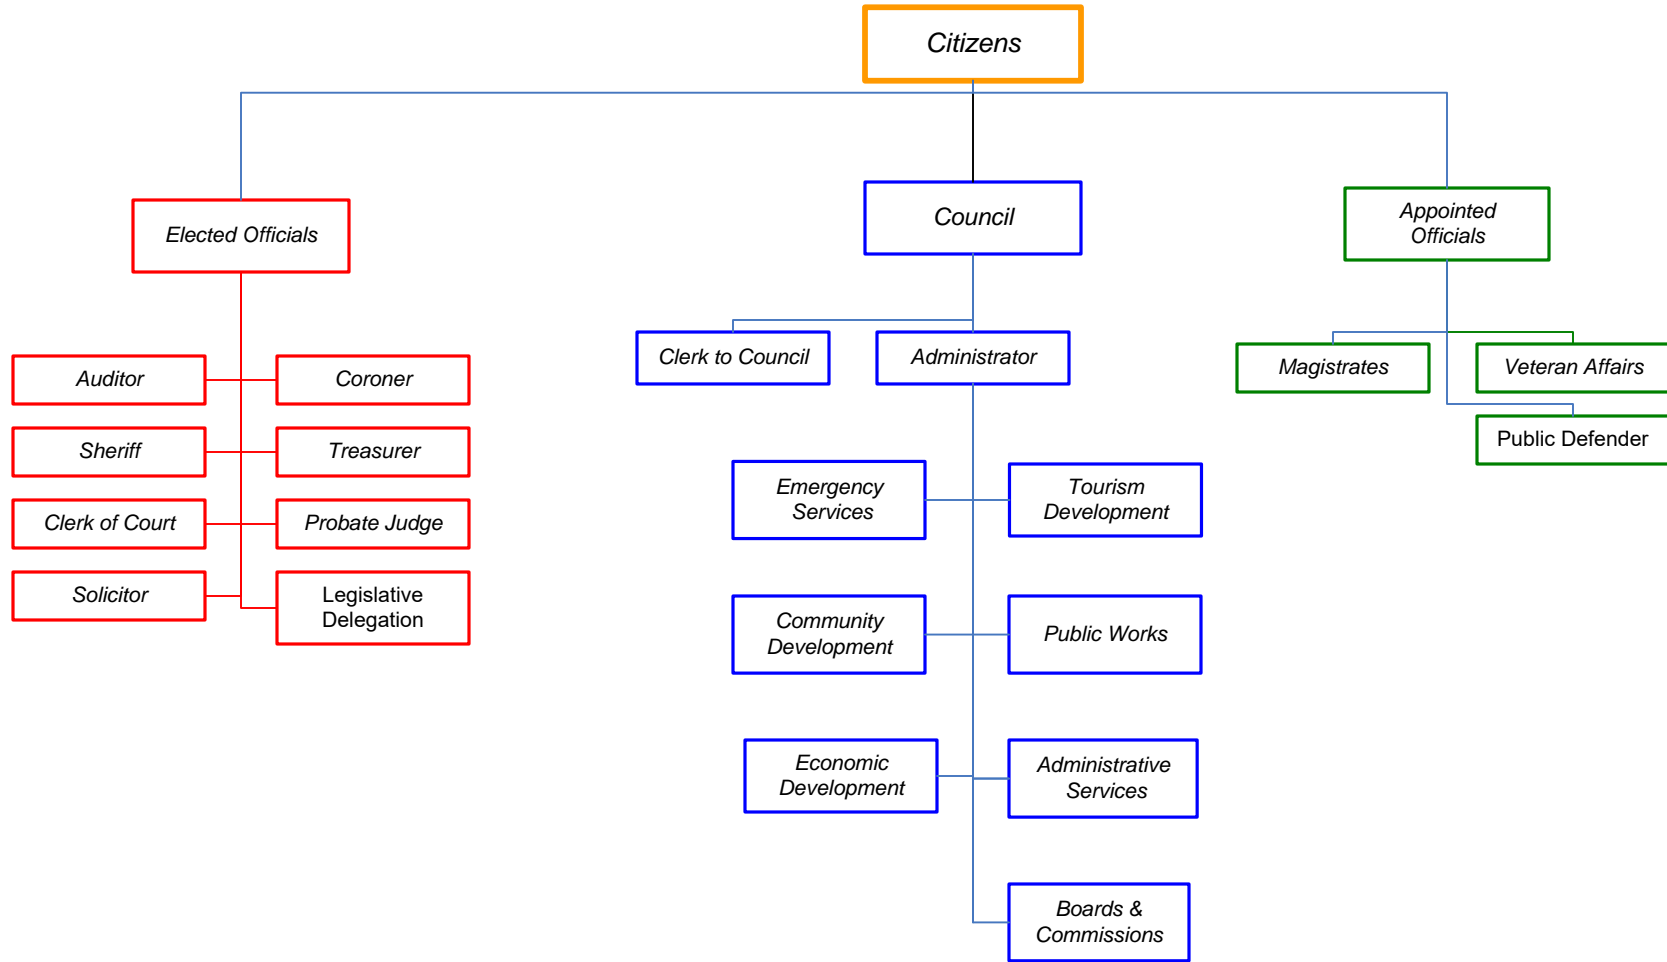 Citizens
Elected Officials
Council
Appointed
Officials
Clerk to Council
Administrator
Magistrates
Veteran Affairs
Public Defender
Auditor
Coroner
Sheriff
Treasurer
Clerk of Court
Probate Judge
Solicitor
Legislative
Delegation
Emergency
Services
Tourism
Development
Community
Development
Public Works
Economic
Development
Administrative
Services
Boards &
Commissions